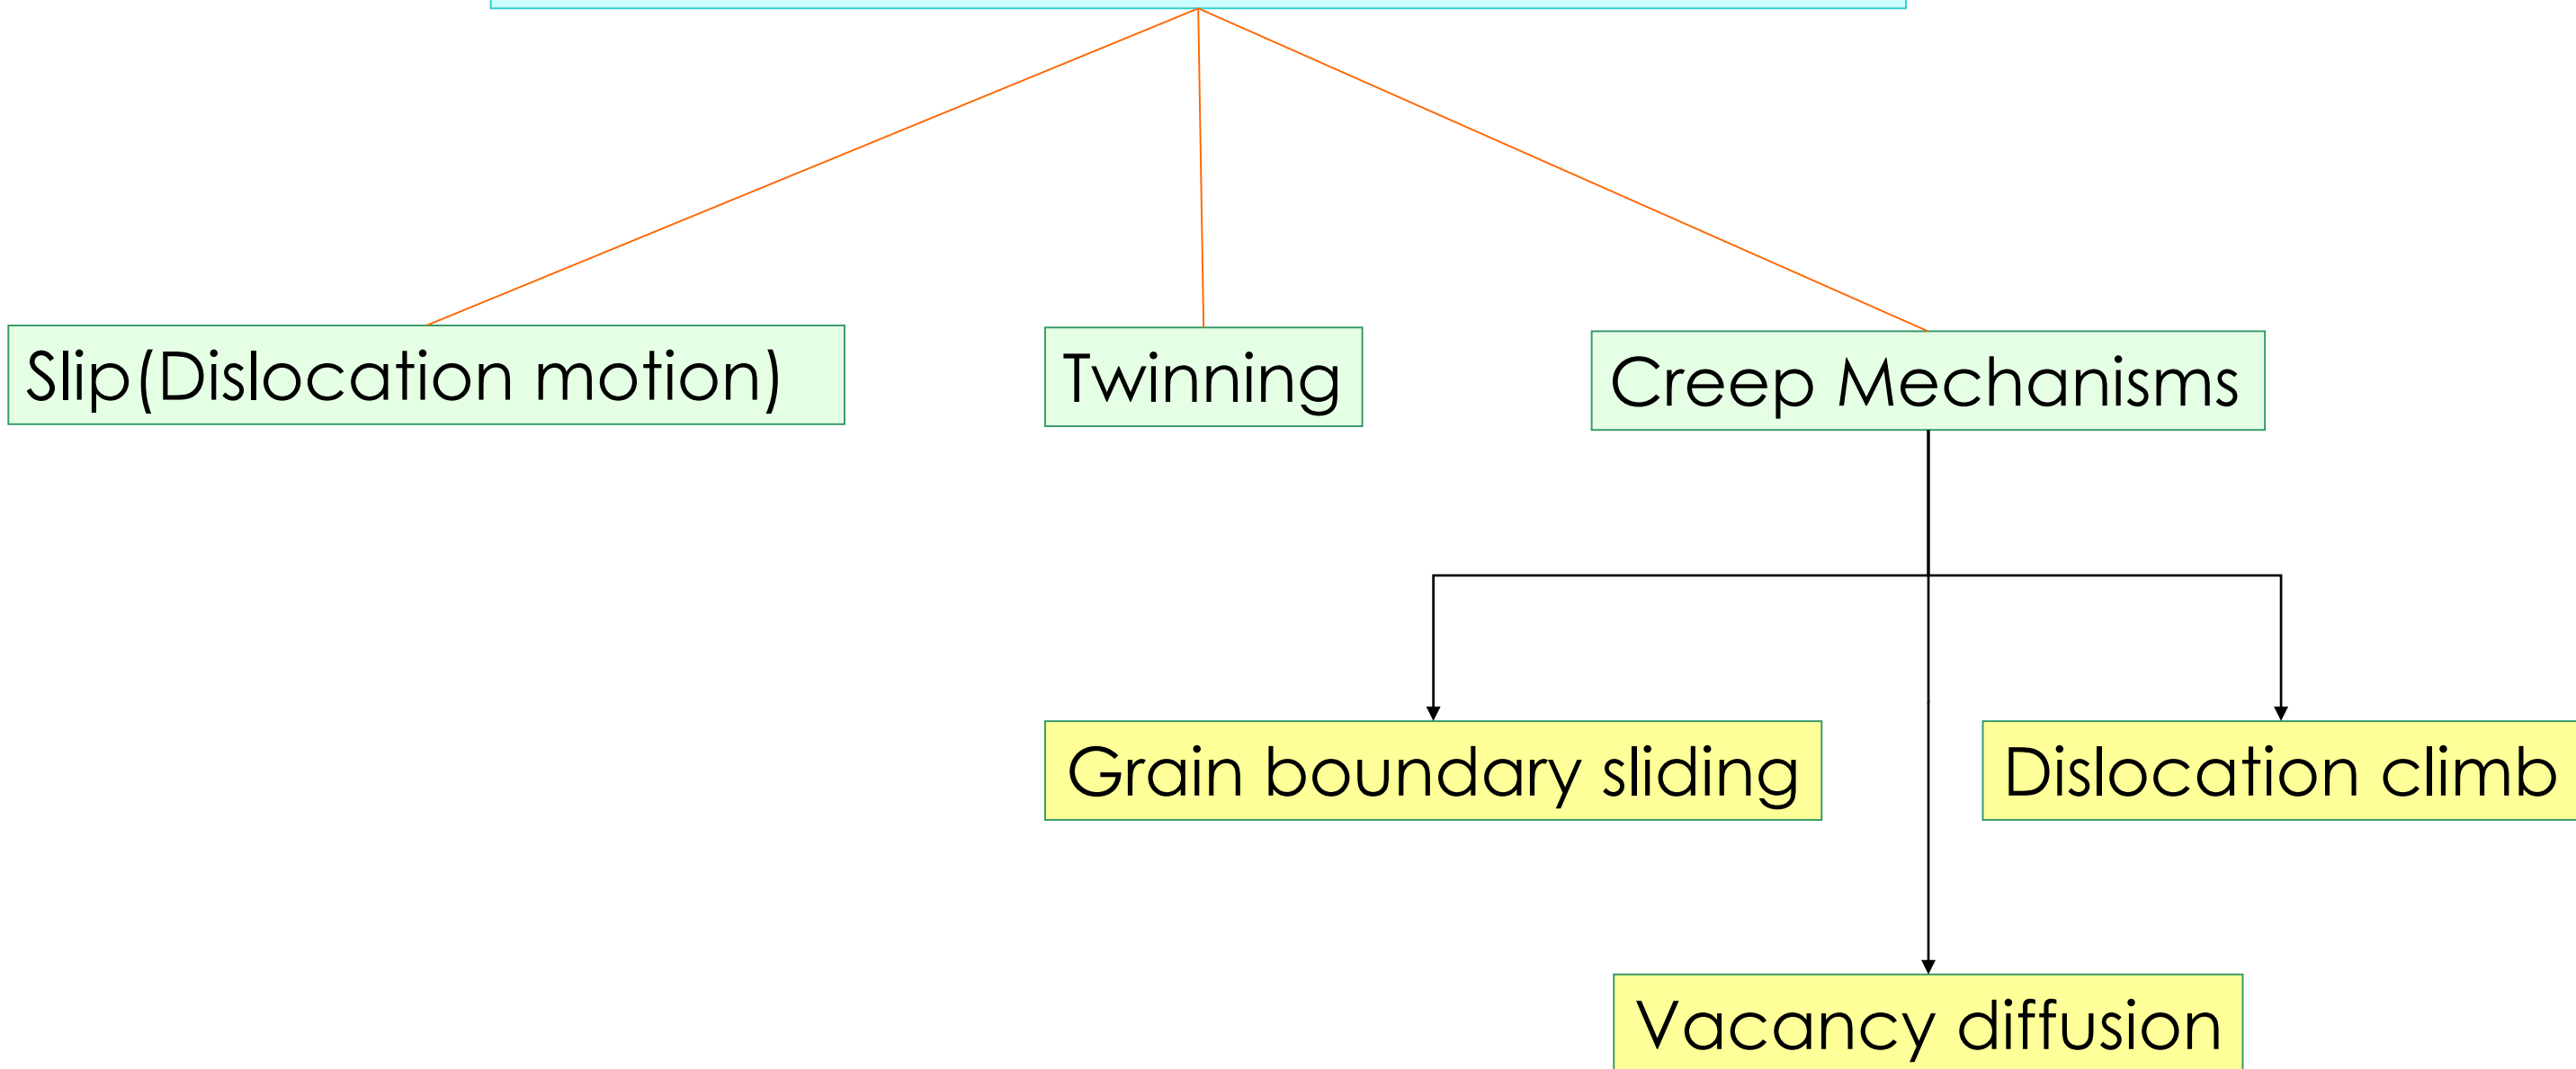 Slip(Dislocation motion)
Twinning
Creep Mechanisms
Grain boundary sliding
Dislocation climb
Vacancy diffusion